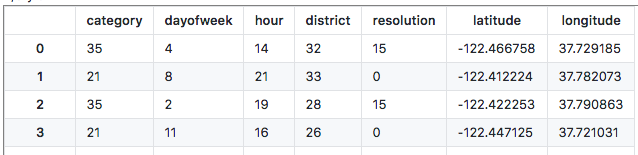 category dayofweek hour district resolution latitude longitude
0 35 4 14 32 15 -122.466758 37.729185
1 21 8 21 33 0 -122.412224 37.782073
2 35 2 19 28 15 -122.422253 37.790863
3 21 11 16 26 0 -122.447125 37.721031